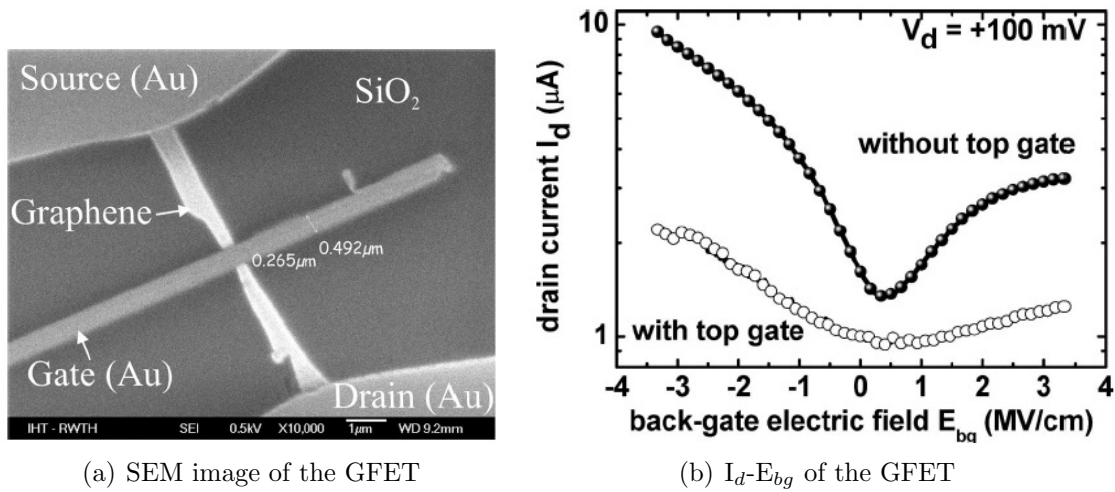 Source (Au)
SiO₂
Graphene
0.265µm
0.492µm
Gate (Au)
Drain (Au)
IHT - RWTH SEI 0.5kV X10,000 1µm WD 9.2mm
(a) SEM image of the GFET
10
V_d = +100 mV
without top gate
with top gate
1
drain current I_d (µA)
-4 -3 -2 -1 0 1 2 3 4
back-gate electric field E_bg (MV/cm)
(b) I_d-E_bg of the GFET